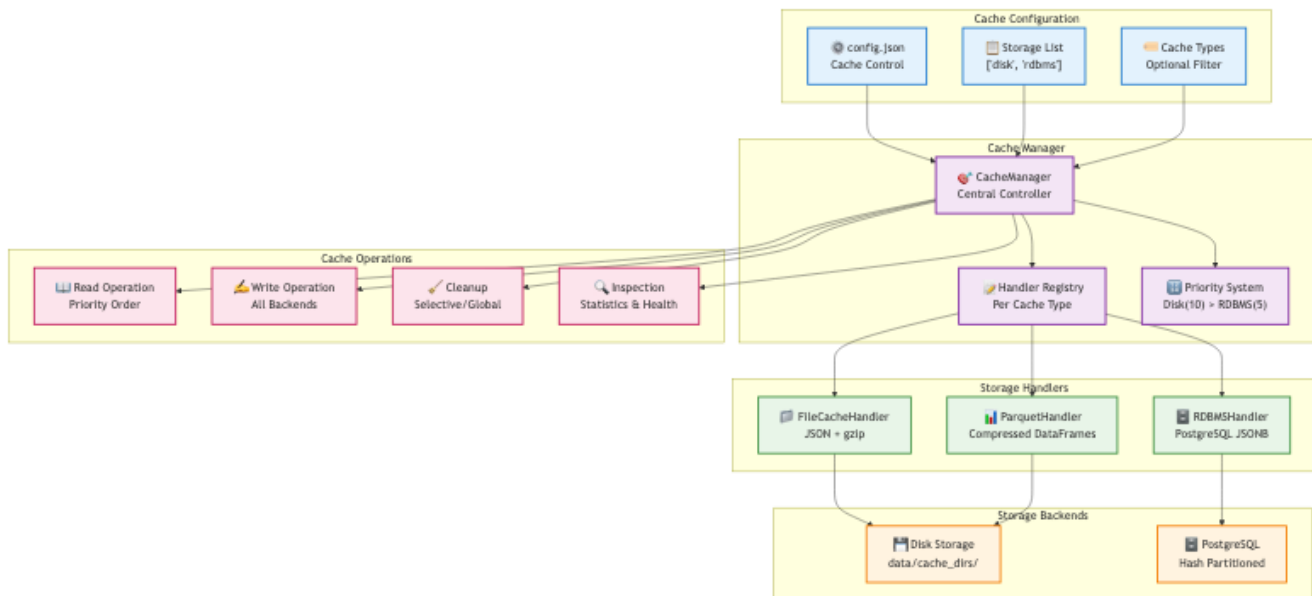 Cache Configuration
config.json
Cache Control
Storage List
['disk', 'rdbms']
Cache Types
Optional Filter
Cache Manager
CacheManager
Central Controller
Cache Operations
Read Operation
Priority Order
Write Operation
All Backends
Cleanup
Selective/Global
Inspection
Statistics & Health
Handler Registry
Per Cache Type
Priority System
Disk(10) > RDBMS(5)
Storage Handlers
FileCacheHandler
JSON + gzip
ParquetHandler
Compressed DataFrames
RDBMSHandler
PostgreSQL JSONB
Storage Backends
Disk Storage
data/cache_dirs/
PostgreSQL
Hash Partitioned